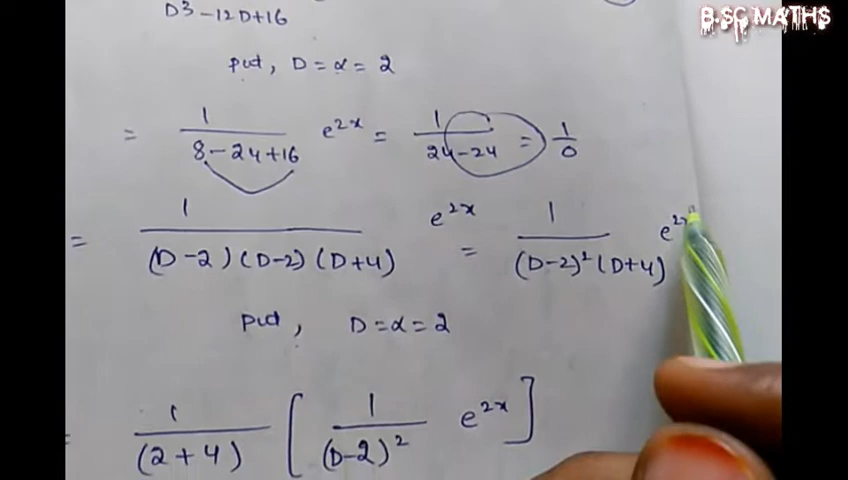 B.SC MATHS
D³-12D+16
put, D = α = 2
= 1/(8-24+16) e^2x = 1/(24-24) = 1/0
= 1/((D-2)(D-2)(D+4)) e^2x = 1/((D-2)²(D+4)) e^2x
put, D = α = 2
1/(2+4) [1/(D-2)² e^2x]